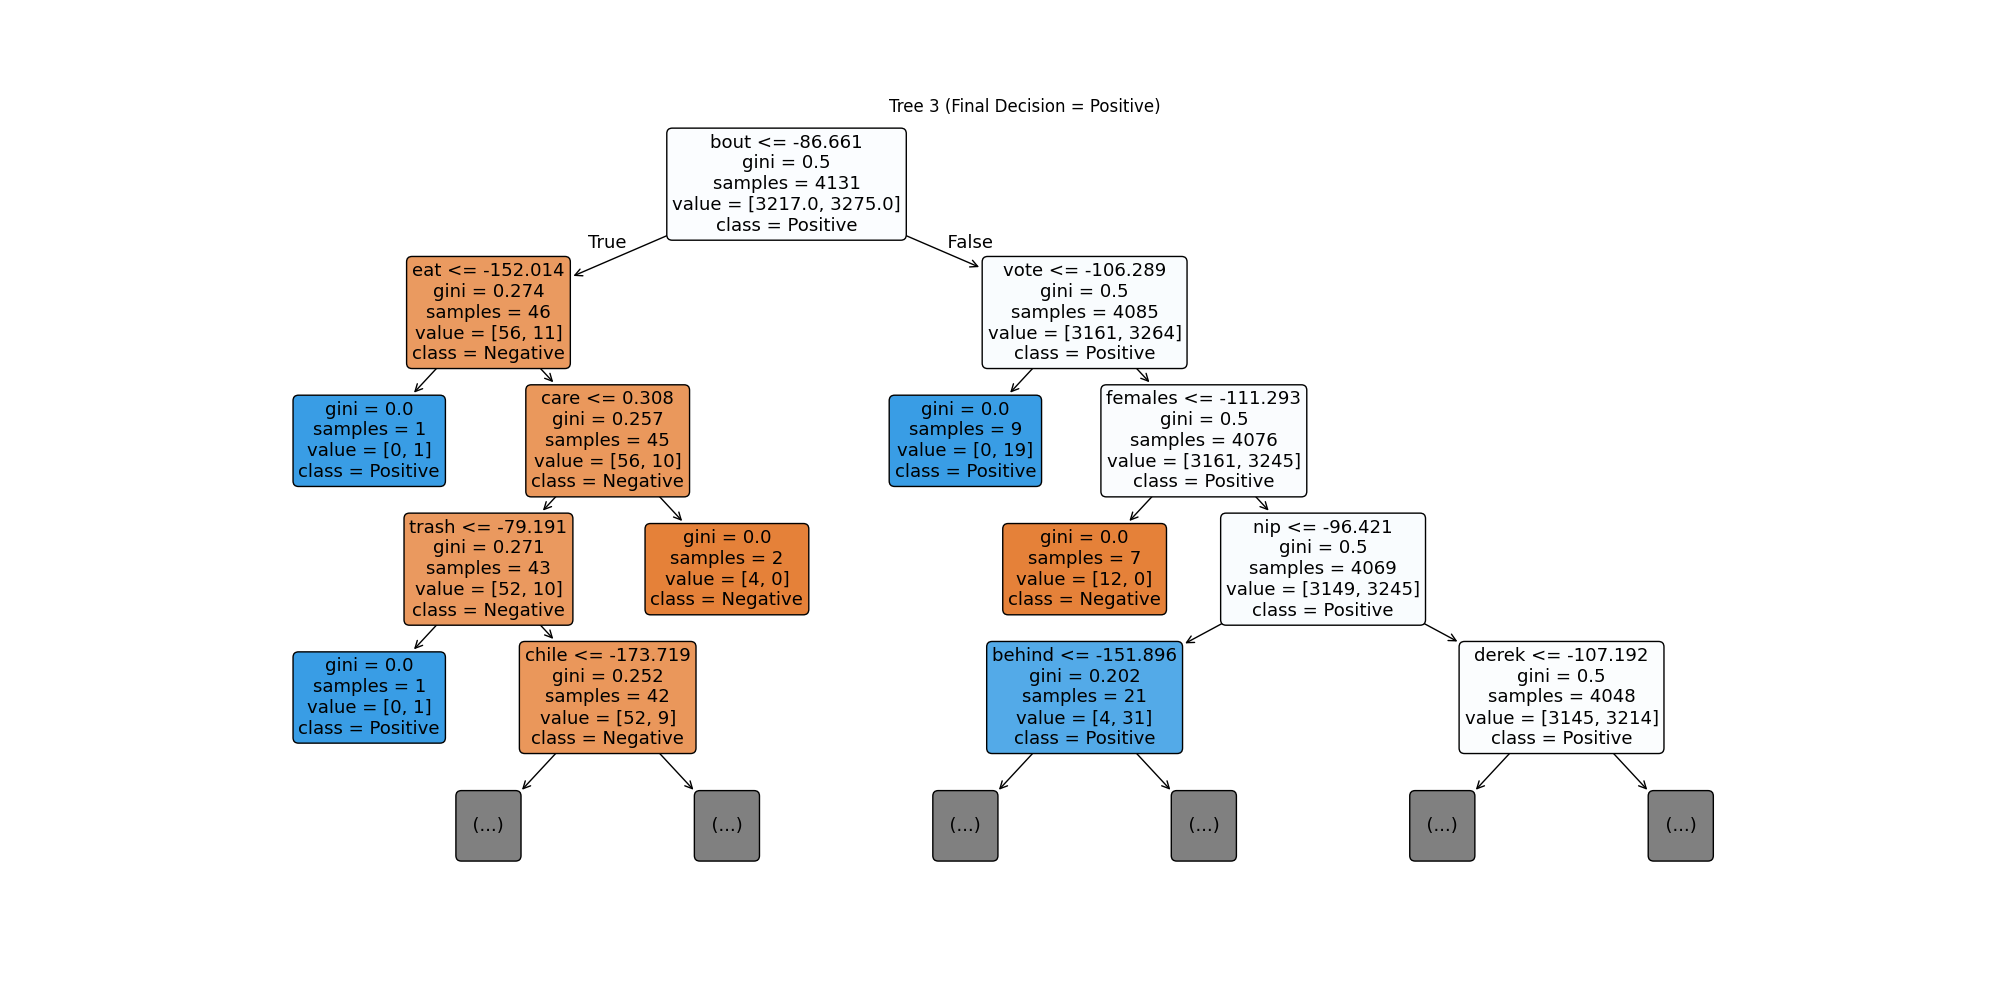 Tree 3 (Final Decision = Positive)
bout <= -86.661
gini = 0.5
samples = 4131
value = [3217.0, 3275.0]
class = Positive
True
False
eat <= -152.014
gini = 0.274
samples = 46
value = [56, 11]
class = Negative
vote <= -106.289
gini = 0.5
samples = 4085
value = [3161, 3264]
class = Positive
gini = 0.0
samples = 1
value = [0, 1]
class = Positive
care <= 0.308
gini = 0.257
samples = 45
value = [56, 10]
class = Negative
gini = 0.0
samples = 9
value = [0, 19]
class = Positive
females <= -111.293
gini = 0.5
samples = 4076
value = [3161, 3245]
class = Positive
trash <= -79.191
gini = 0.271
samples = 43
value = [52, 10]
class = Negative
gini = 0.0
samples = 2
value = [4, 0]
class = Negative
gini = 0.0
samples = 7
value = [12, 0]
class = Negative
nip <= -96.421
gini = 0.5
samples = 4069
value = [3149, 3245]
class = Positive
gini = 0.0
samples = 1
value = [0, 1]
class = Positive
chile <= -173.719
gini = 0.252
samples = 42
value = [52, 9]
class = Negative
behind <= -151.896
gini = 0.202
samples = 21
value = [4, 31]
class = Positive
derek <= -107.192
gini = 0.5
samples = 4048
value = [3145, 3214]
class = Positive
(...)
(...)
(...)
(...)
(...)
(...)